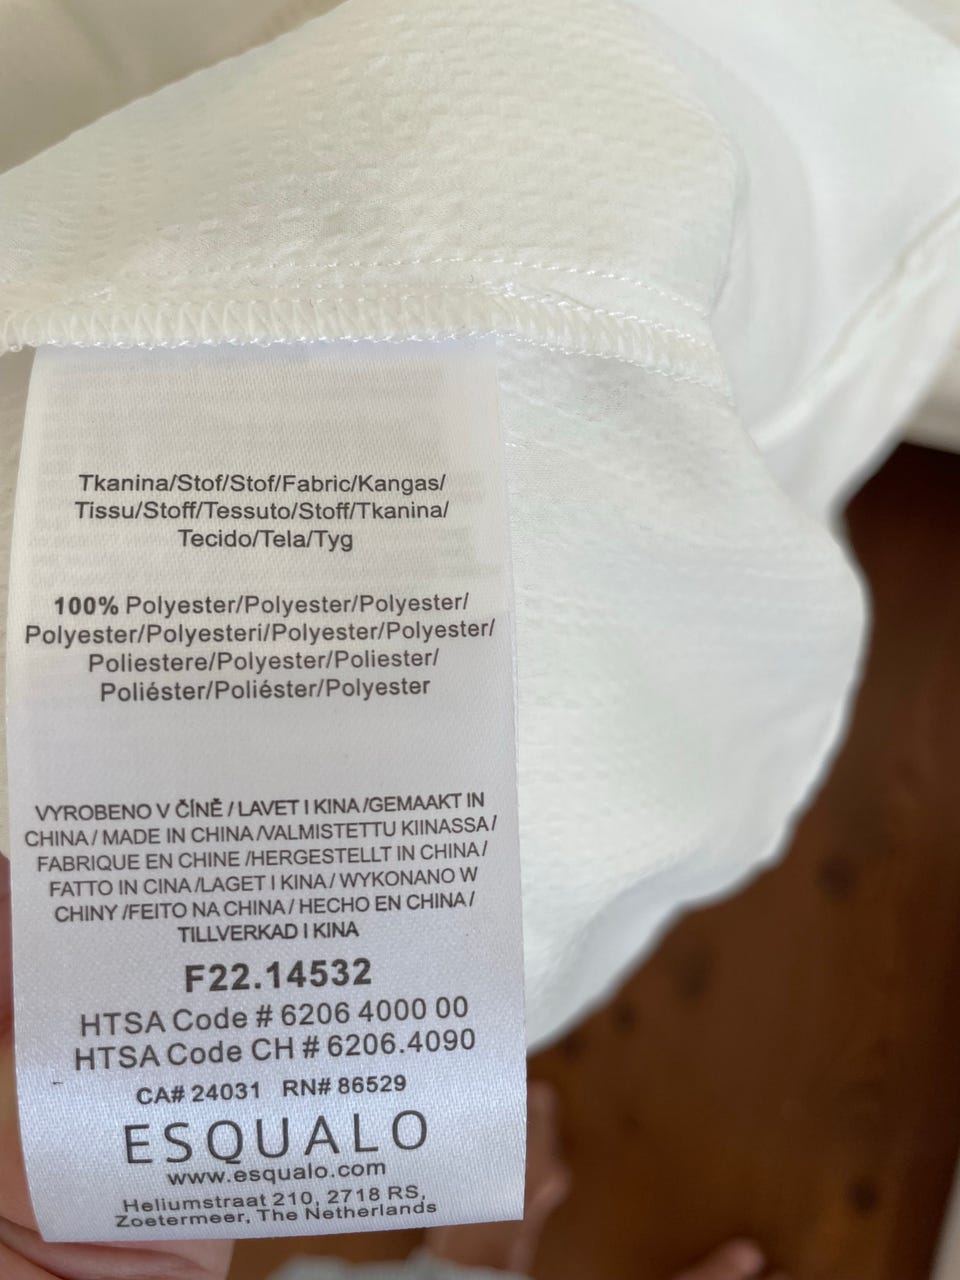 Tkanina/Stof/Stof/Fabric/Kangas/
Tissu/Stoff/Tessuto/Stoff/Tkanina/
Tecido/Tela/Tyg
100% Polyester/Polyester/Polyester/
Polyester/Polyesteri/Polyester/Polyester/
Poliestere/Polyester/Poliester/
Poliéster/Poliéster/Polyester
VYROBENO V ČÍNĚ / LAVET I KINA /GEMAAKT IN
CHINA / MADE IN CHINA /VALMISTETTU KIINASSA/
FABRIQUE EN CHINE /HERGESTELLT IN CHINA/
FATTO IN CINA /LAGET I KINA / WYKONANO W
CHINY /FEITO NA CHINA / HECHO EN CHINA /
TILLVERKAD I KINA
F22.14532
HTSA Code # 6206 4000 00
HTSA Code CH # 6206.4090
CA# 24031 RN# 86529
ESQUALO
www.esqualo.com
Heliumstraat 210, 2718 RS,
Zoetermeer, The Netherlands